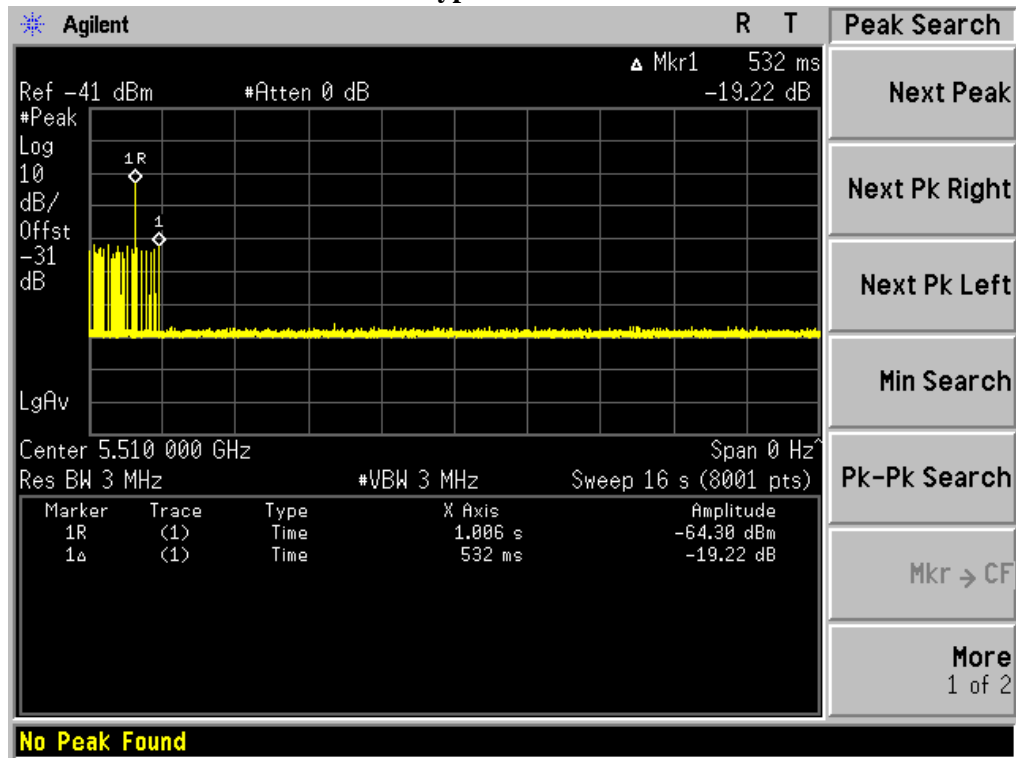 yp
Agilent R T Peak Search
▵ Mkr1 532 ms
Ref −41 dBm #Atten 0 dB −19.22 dB
#Peak
Log
10
dB/
Offst
−31
dB
1R
1
LgAv
Center 5.510 000 GHz Span 0 Hz^
Res BW 3 MHz #VBW 3 MHz Sweep 16 s (8001 pts)
Marker Trace Type X Axis Amplitude
1R (1) Time 1.006 s −64.30 dBm
1▵ (1) Time 532 ms −19.22 dB
Next Peak
Next Pk Right
Next Pk Left
Min Search
Pk-Pk Search
Mkr → CF
More
1 of 2
No Peak Found